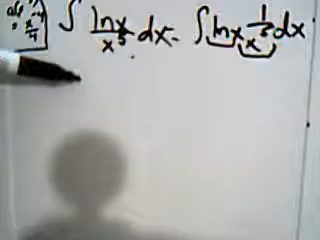 ∫ lnx/x⁵ dx = ∫ lnx 1/x⁵ dx